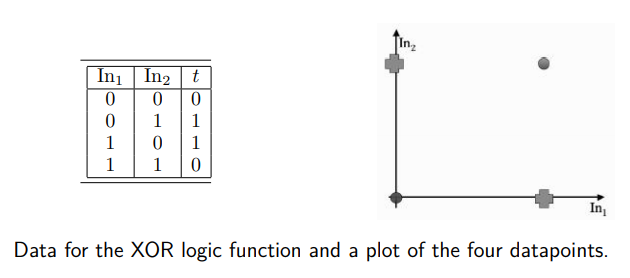 In₁ In₂ t
0 0 0
0 1 1
1 0 1
1 1 0
In₂
In₁
Data for the XOR logic function and a plot of the four datapoints.